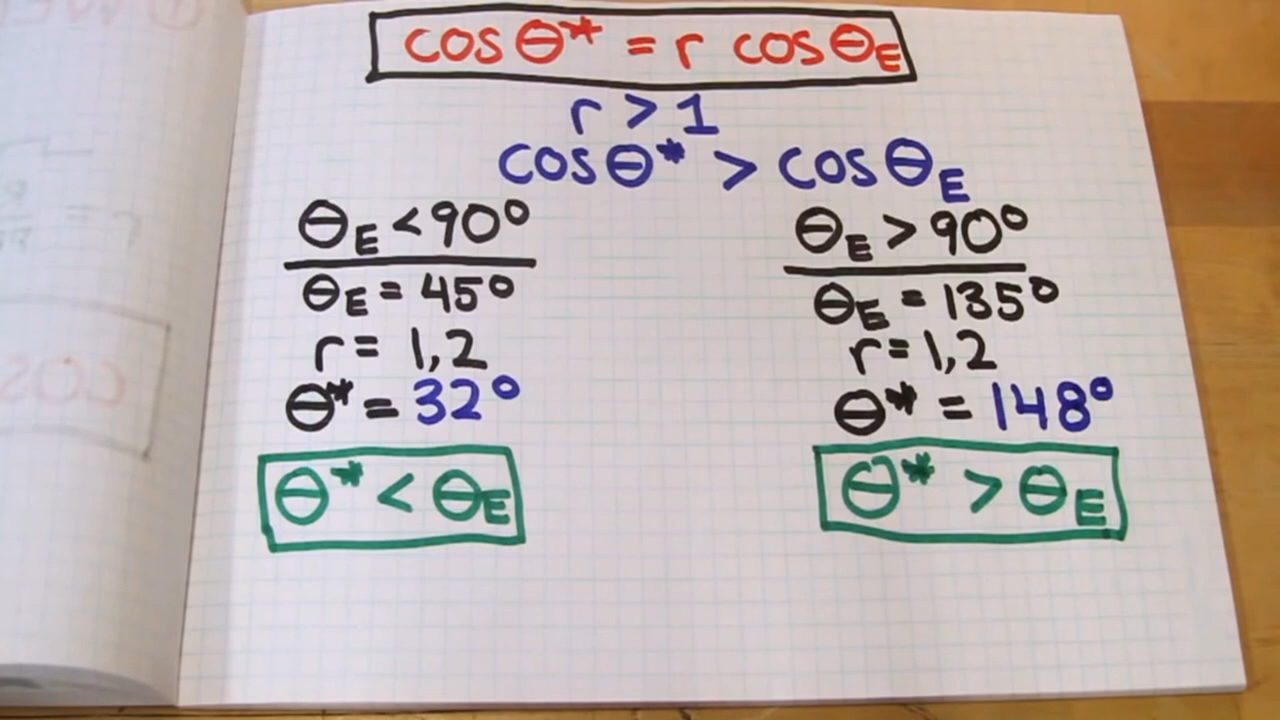 cos θ* = r cos θE
r > 1
cos θ* > cos θE
θE < 90°
θE = 45°
r = 1,2
θ* = 32°
θ* < θE
θE > 90°
θE = 135°
r = 1,2
θ* = 148°
θ* > θE